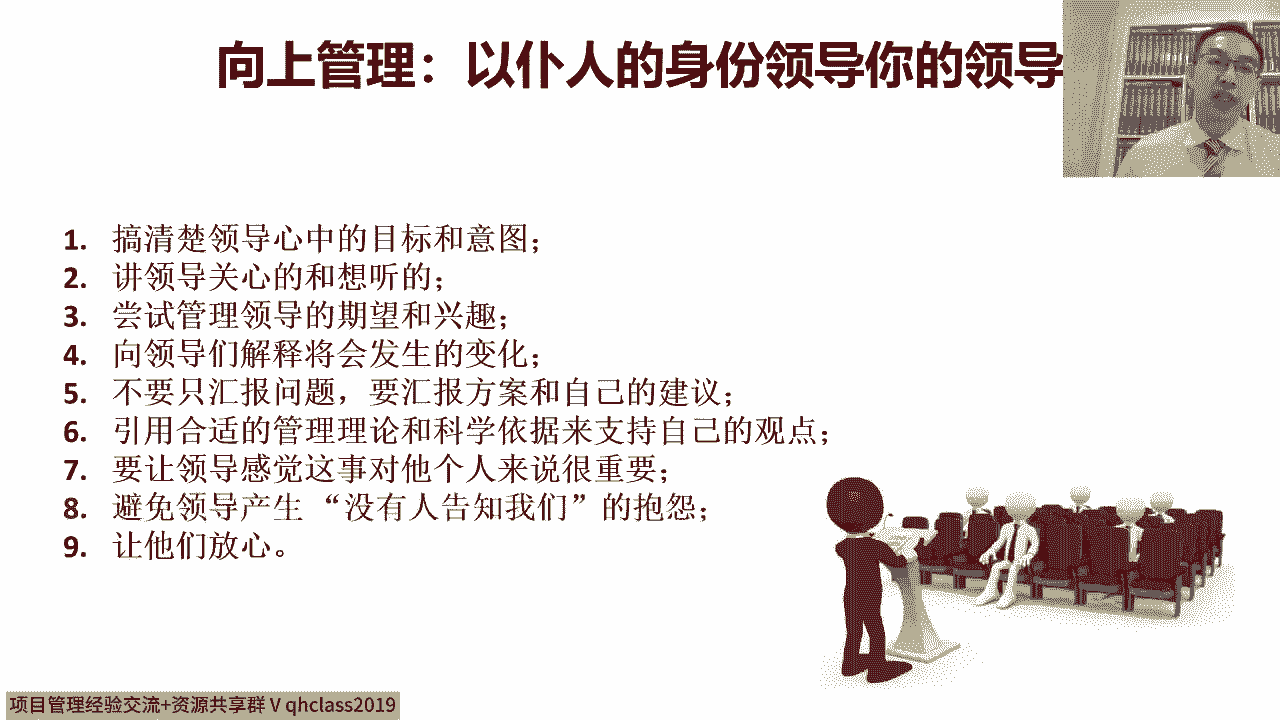 向上管理：以仆人的身份领导你的领导
1. 搞清楚领导心中的目标和意图；
2. 讲领导关心的和想听的；
3. 尝试管理领导的期望和兴趣；
4. 向领导们解释将会发生的变化；
5. 不要只汇报问题，要汇报方案和自己的建议；
6. 引用合适的管理理论和科学依据来支持自己的观点；
7. 要让领导感觉这事对他个人来说很重要；
8. 避免领导产生 “没有人告知我们”的抱怨；
9. 让他们放心。
项目管理经验交流+资源共享群 V qhclass2019